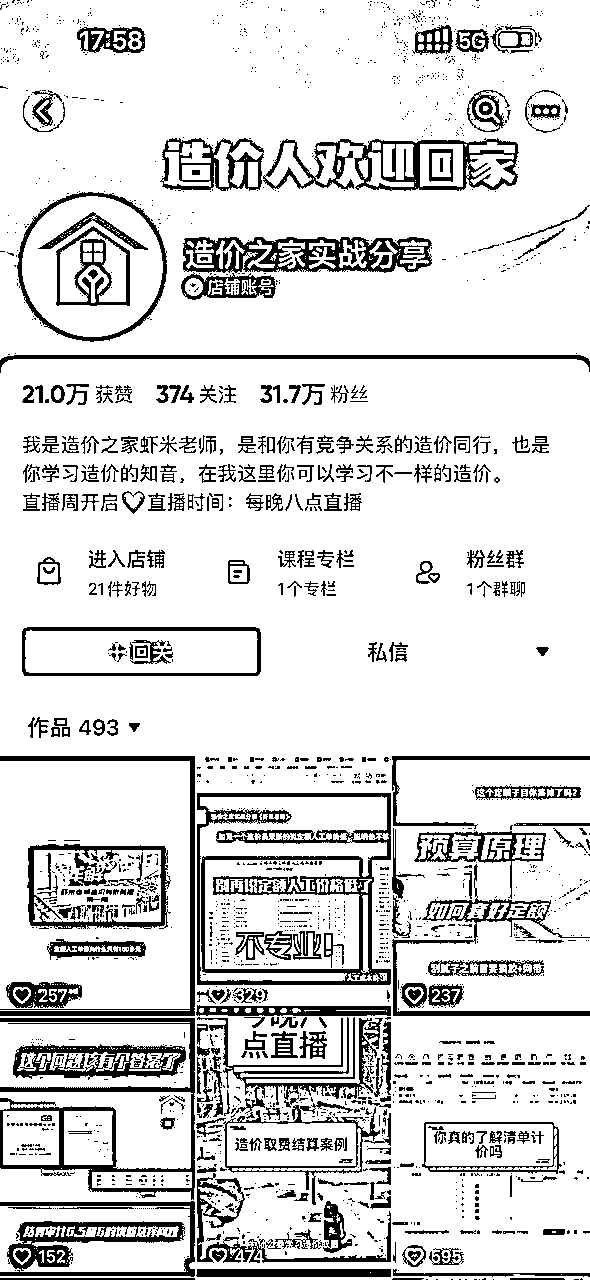 17:58
5G
造价人欢迎回家
造价之家实战分享
店铺账号
21.0万 获赞 374 关注 31.7万 粉丝
我是造价之家虾米老师，是和你有竞争关系的造价同行，也是
你学习造价的知音，在我这里你可以学习不一样的造价。
直播周开启♡直播时间：每晚八点直播
进入店铺 课程专栏 粉丝群
21件好物 1个专栏 1个群聊
回关 私信
作品 493
预算原理
如何套好定额
别再说定额人工价格低了
不专业！
257 329 237
今晚八
点直播
这个问题该有个答案了
造价取费结算案例
你真的了解清单计
价吗
152 474 595